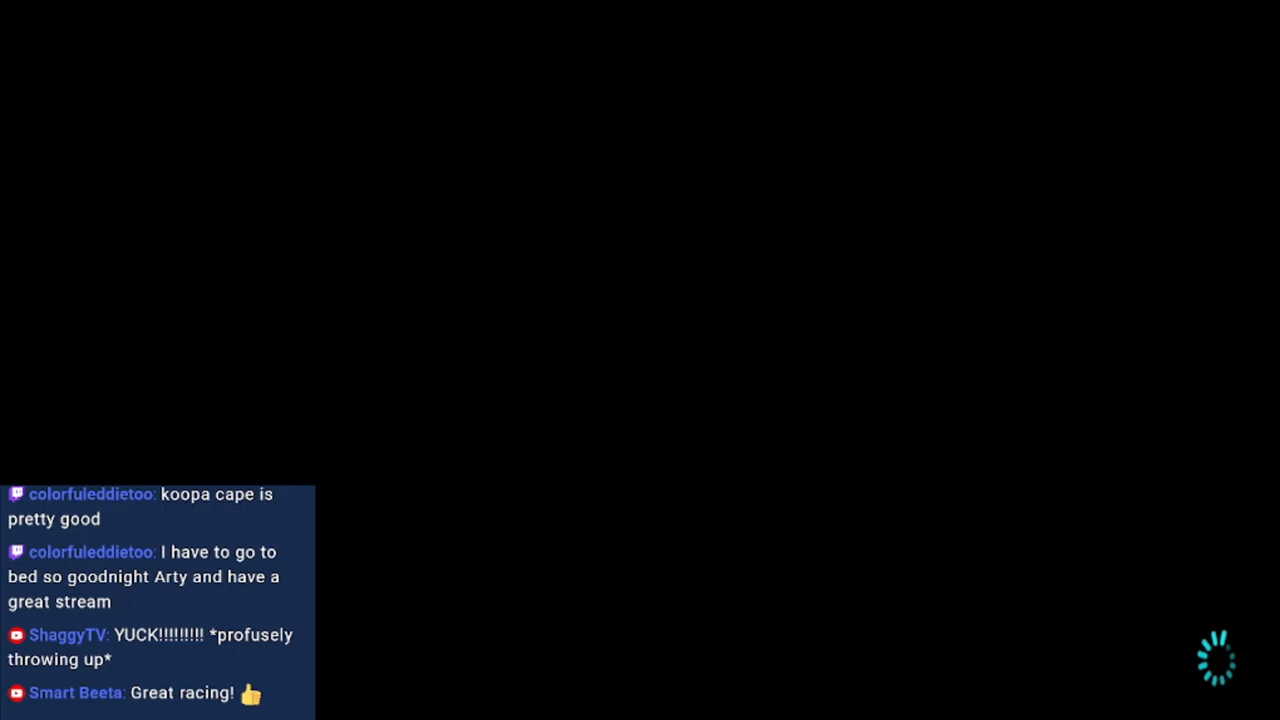 colorfuleddietoo: koopa cape is
pretty good
colorfuleddietoo: I have to go to
bed so goodnight Arty and have a
great stream
ShaggyTV: YUCK!!!!!!!!! *profusely
throwing up*
Smart Beeta: Great racing! 👍